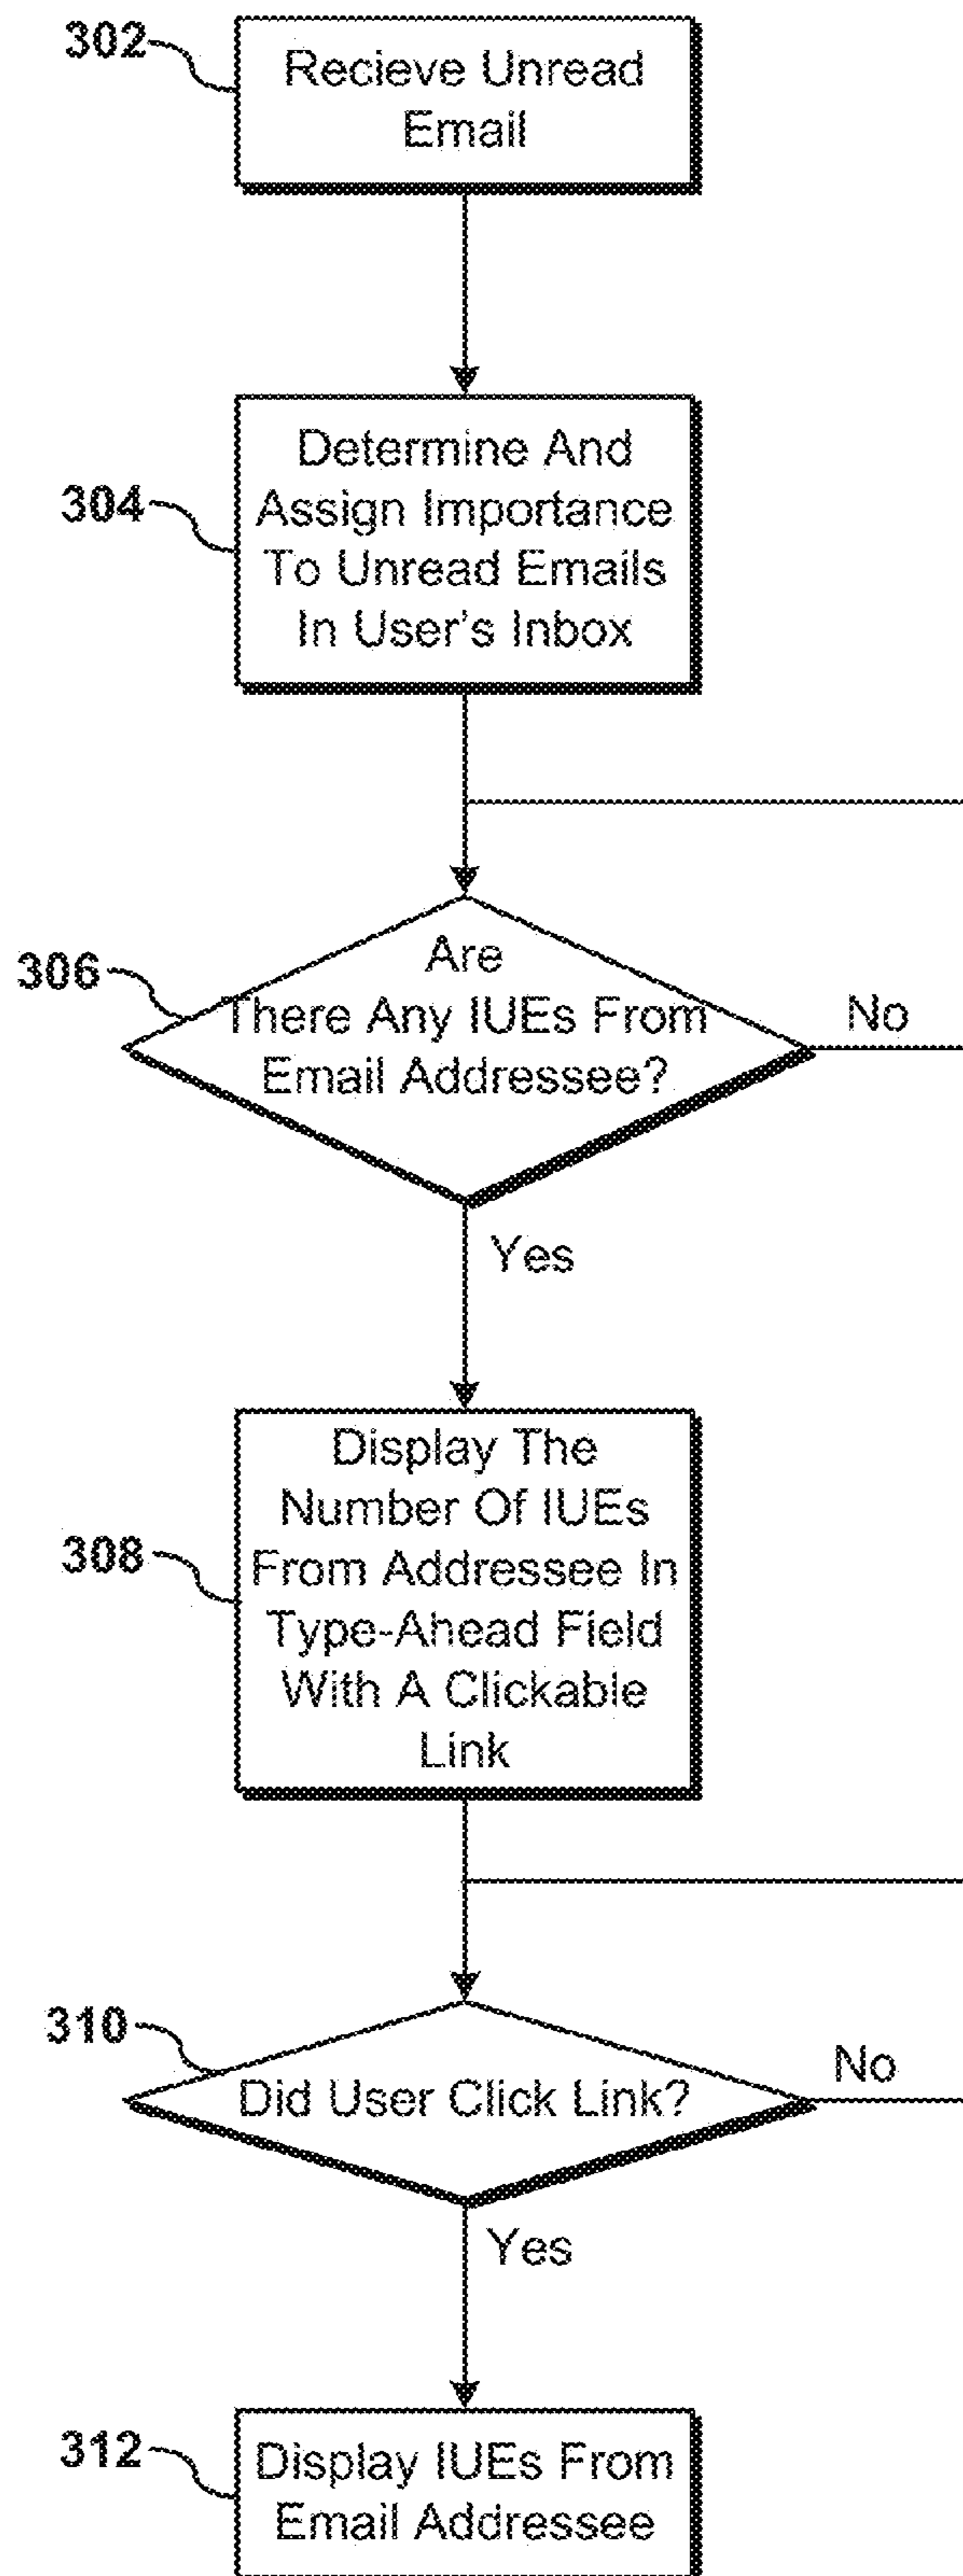 302
Recieve Unread
Email
304
Determine And
Assign Importance
To Unread Emails
In User's Inbox
306
Are
There Any IUEs From
Email Addressee?
No
Yes
308
Display The
Number Of IUEs
From Addressee In
Type-Ahead Field
With A Clickable
Link
310
Did User Click Link?
No
Yes
312
Display IUEs From
Email Addressee